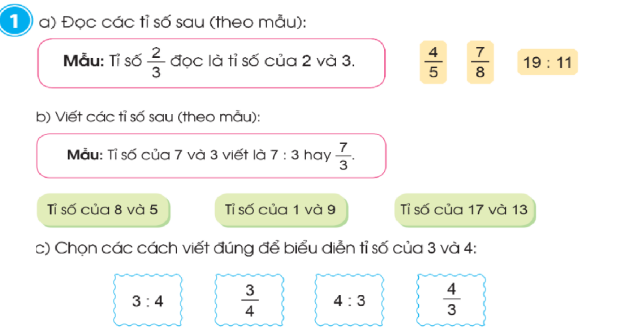 1 a) Đọc các tỉ số sau (theo mẫu):
Mẫu: Tỉ số 2/3 đọc là tỉ số của 2 và 3.
4/5 7/8 19 : 11
b) Viết các tỉ số sau (theo mẫu):
Mẫu: Tỉ số của 7 và 3 viết là 7 : 3 hay 7/3.
Tỉ số của 8 và 5 Tỉ số của 1 và 9 Tỉ số của 17 và 13
c) Chọn các cách viết đúng để biểu diễn tỉ số của 3 và 4:
3 : 4 3/4 4 : 3 4/3